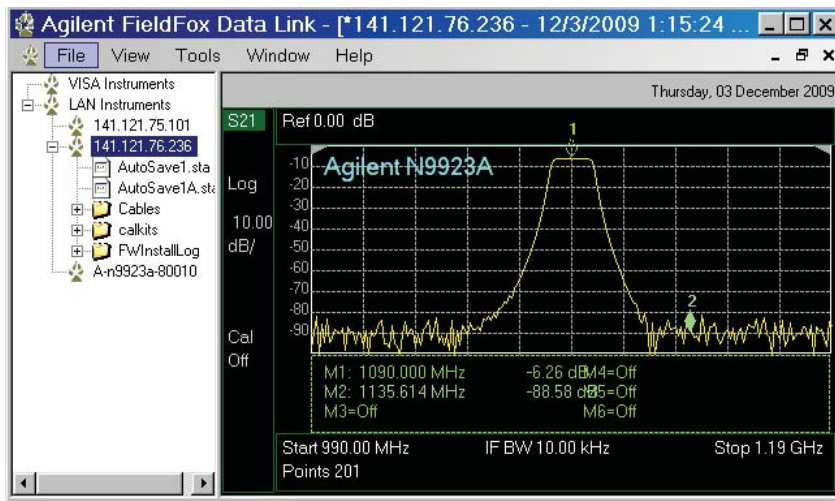 Agilent FieldFox Data Link - [*141.121.76.236 - 12/3/2009 1:15:24 ...
File View Tools Window Help
VISA Instruments
LAN Instruments
141.121.75.101
141.121.76.236
AutoSave1.sta
AutoSave1A.sta
Cables
calkits
FWInstallLog
A-n9923a-80010
Thursday, 03 December 2009
S21 Ref 0.00 dB
1
Agilent N9923A
Log
10.00
dB/
Cal
Off
-10
-20
-30
-40
-50
-60
-70
-80
-90
2
M1: 1090.000 MHz -6.26 dB M4=Off
M2: 1135.614 MHz -88.58 dB M5=Off
M3=Off M6=Off
Start 990.00 MHz IF BW 10.00 kHz Stop 1.19 GHz
Points 201